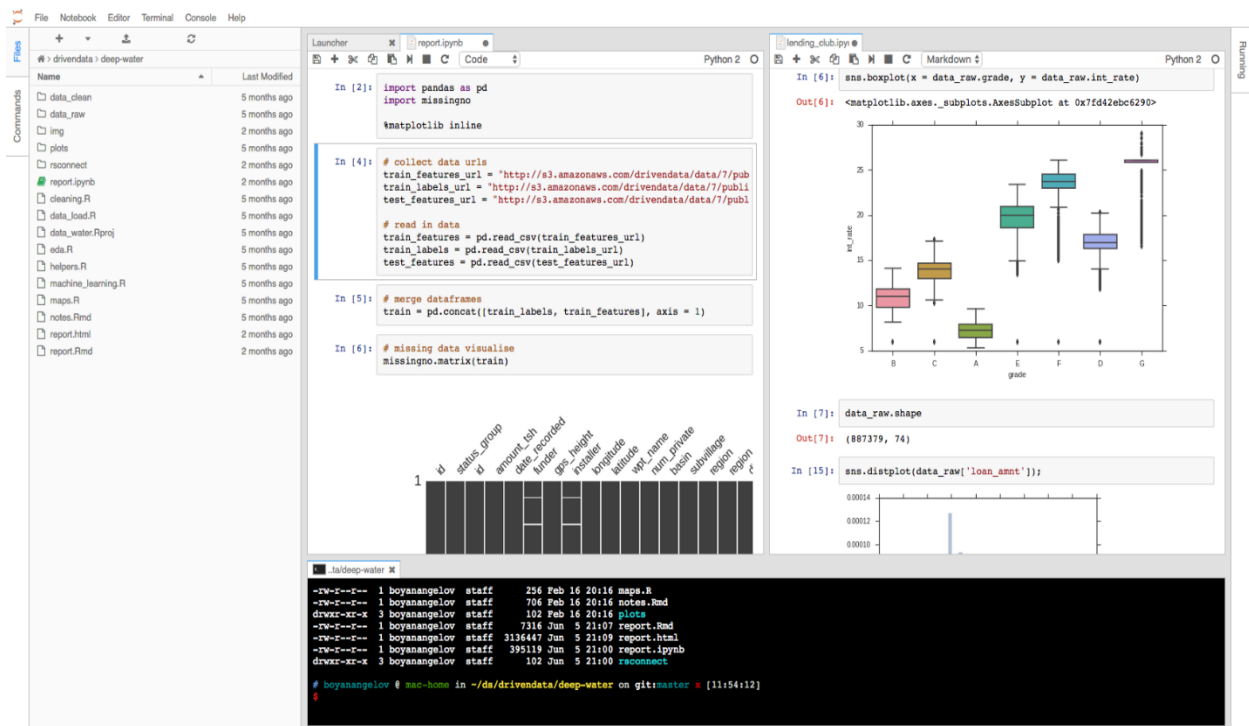 File Notebook Editor Terminal Console Help
Files
Commands
Running
drivendata > deep-water
Name Last Modified
data_clean 5 months ago
data_raw 5 months ago
img 2 months ago
plots 5 months ago
rsconnect 2 months ago
report.ipynb 2 months ago
cleaning.R 5 months ago
data_load.R 5 months ago
data_water.Rproj 5 months ago
eda.R 5 months ago
helpers.R 5 months ago
machine_learning.R 5 months ago
maps.R 5 months ago
notes.Rmd 5 months ago
report.html 2 months ago
report.Rmd 2 months ago
Launcher report.ipynb
Code Python 2
In [2]: import pandas as pd
import missingno
%matplotlib inline
In [4]: # collect data urls
train_features_url = "http://s3.amazonaws.com/drivendata/data/7/pub
train_labels_url = "http://s3.amazonaws.com/drivendata/data/7/publi
test_features_url = "http://s3.amazonaws.com/drivendata/data/7/publ
# read in data
train_features = pd.read_csv(train_features_url)
train_labels = pd.read_csv(train_labels_url)
test_features = pd.read_csv(test_features_url)
In [5]: # merge dataframes
train = pd.concat([train_labels, train_features], axis = 1)
In [6]: # missing data visualise
missingno.matrix(train)
id
status_group
id
amount_tsh
date_recorded
funder
gps_height
installer
longitude
latitude
wpt_name
num_private
basin
subvillage
region
region
1
lending_club.ipyn
Markdown Python 2
In [6]: sns.boxplot(x = data_raw.grade, y = data_raw.int_rate)
Out[6]: <matplotlib.axes._subplots.AxesSubplot at 0x7fd42ebc6290>
30
25
20
15
10
5
int_rate
B C A E F D G
grade
In [7]: data_raw.shape
Out[7]: (887379, 74)
In [15]: sns.distplot(data_raw['loan_amnt']);
0.00014
0.00012
0.00010
..ta/deep-water
-rw-r--r-- 1 boyanangelov staff 256 Feb 16 20:16 maps.R
-rw-r--r-- 1 boyanangelov staff 706 Feb 16 20:16 notes.Rmd
drwxr-xr-x 3 boyanangelov staff 102 Feb 16 20:16 plots
-rw-r--r-- 1 boyanangelov staff 7316 Jun 5 21:07 report.Rmd
-rw-r--r-- 1 boyanangelov staff 3136447 Jun 5 21:09 report.html
-rw-r--r-- 1 boyanangelov staff 395119 Jun 5 21:00 report.ipynb
drwxr-xr-x 3 boyanangelov staff 102 Jun 5 21:00 rsconnect
# boyanangelov @ mac-home in ~/ds/drivendata/deep-water on git:master x [11:54:12]
$